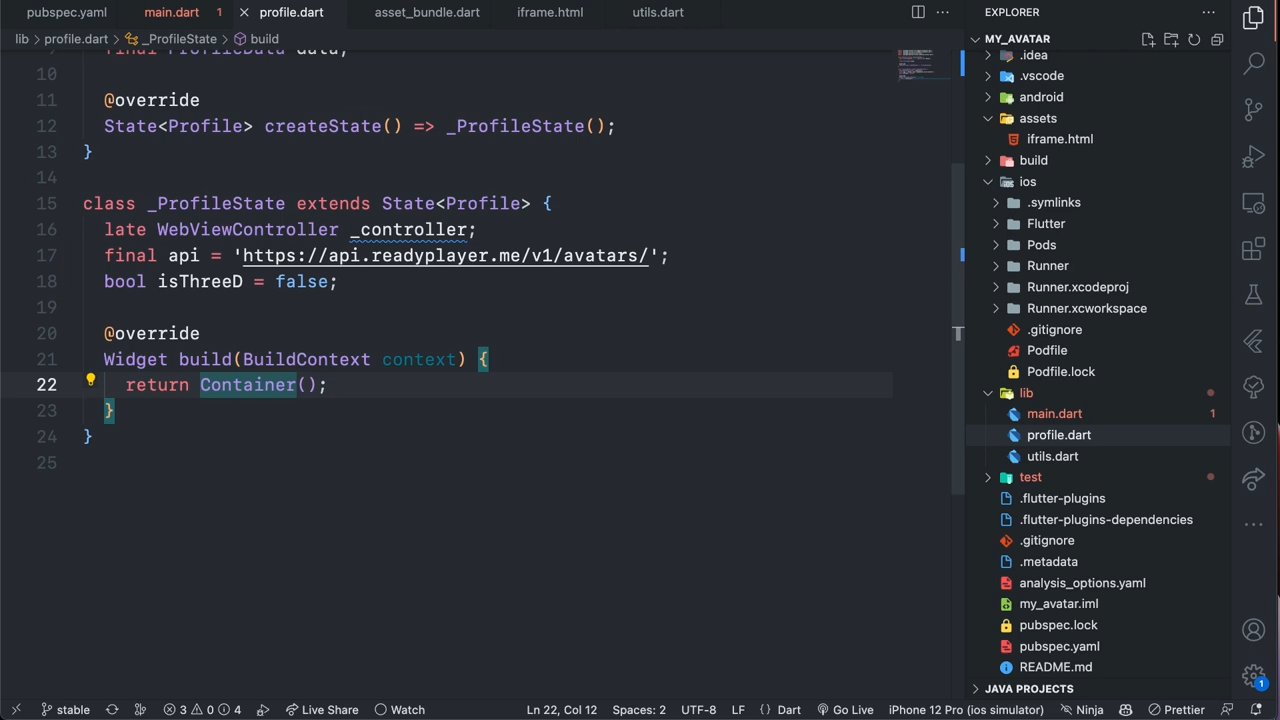 pubspec.yaml
main.dart 1
profile.dart
asset_bundle.dart
iframe.html
utils.dart
lib > profile.dart > _ProfileState > build
9 final ProfileData data;
10
11 @override
12 State<Profile> createState() => _ProfileState();
13 }
14
15 class _ProfileState extends State<Profile> {
16 late WebViewController _controller;
17 final api = 'https://api.readyplayer.me/v1/avatars/';
18 bool isThreeD = false;
19
20 @override
21 Widget build(BuildContext context) {
22 return Container();
23 }
24 }
25
EXPLORER
MY_AVATAR
.idea
.vscode
android
assets
iframe.html
build
ios
.symlinks
Flutter
Pods
Runner
Runner.xcodeproj
Runner.xcworkspace
.gitignore
Podfile
Podfile.lock
lib
main.dart 1
profile.dart
utils.dart
test
.flutter-plugins
.flutter-plugins-dependencies
.gitignore
.metadata
analysis_options.yaml
my_avatar.iml
pubspec.lock
pubspec.yaml
README.md
JAVA PROJECTS
1
stable 3 0 4 Live Share Watch Ln 22, Col 12 Spaces: 2 UTF-8 LF {} Dart Go Live iPhone 12 Pro (ios simulator) Ninja Prettier